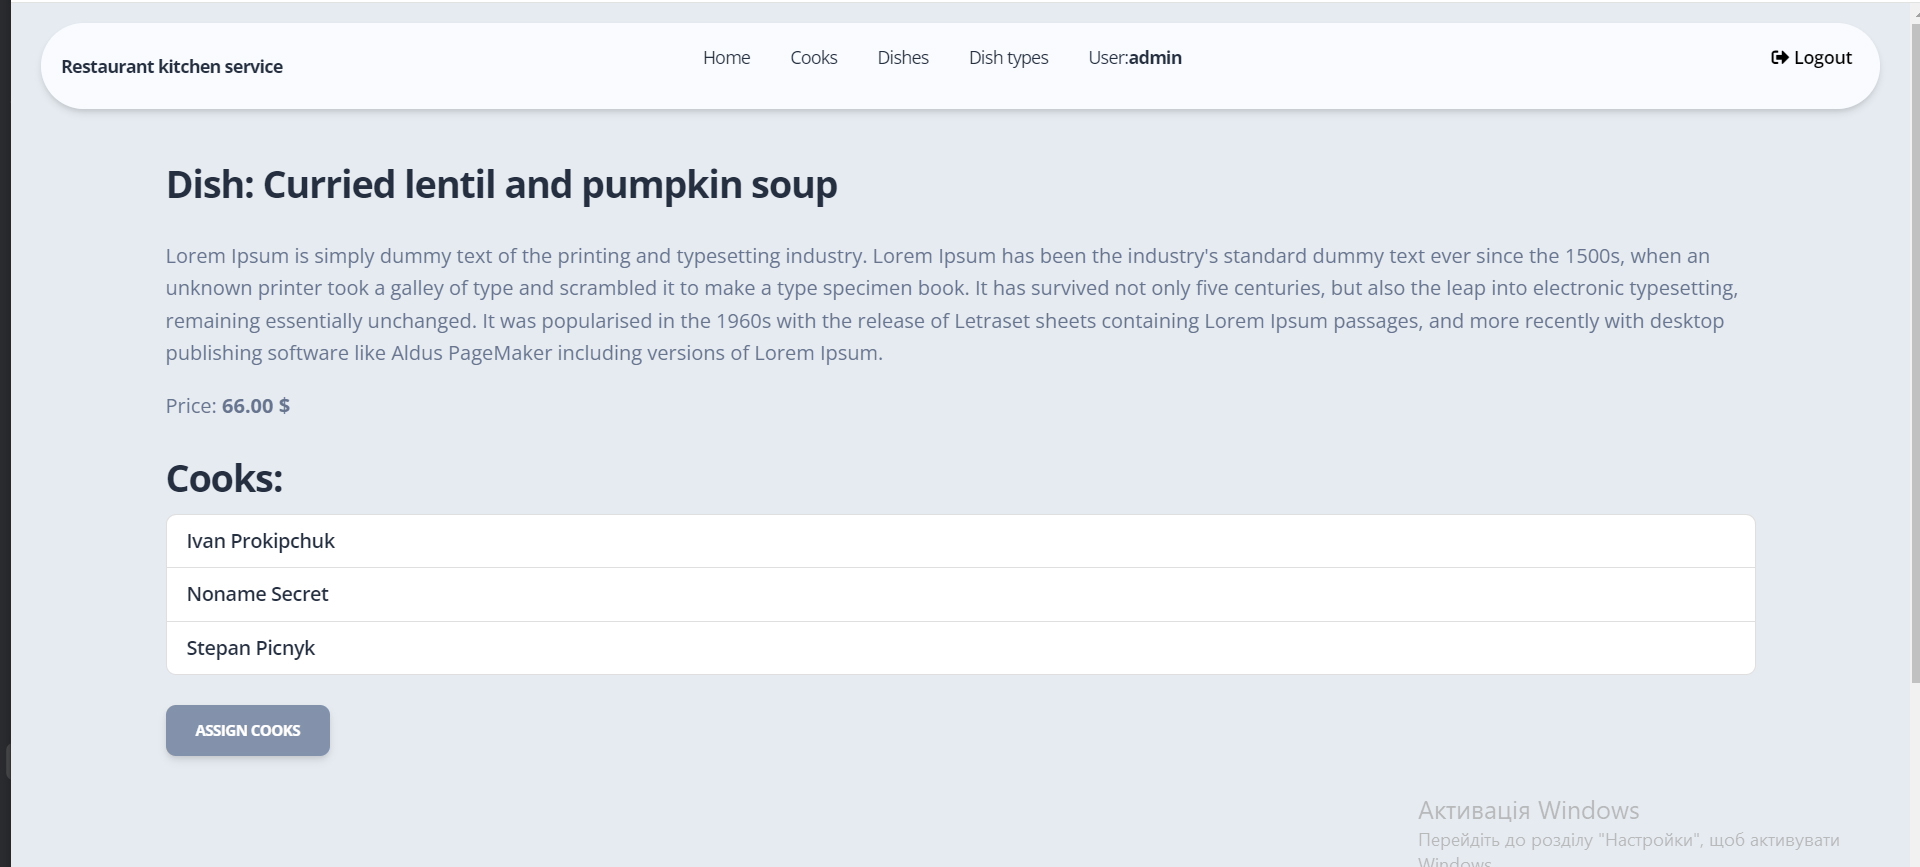 Restaurant kitchen service
Home Cooks Dishes Dish types User:admin
Logout
Dish: Curried lentil and pumpkin soup
Lorem Ipsum is simply dummy text of the printing and typesetting industry. Lorem Ipsum has been the industry's standard dummy text ever since the 1500s, when an
unknown printer took a galley of type and scrambled it to make a type specimen book. It has survived not only five centuries, but also the leap into electronic typesetting,
remaining essentially unchanged. It was popularised in the 1960s with the release of Letraset sheets containing Lorem Ipsum passages, and more recently with desktop
publishing software like Aldus PageMaker including versions of Lorem Ipsum.
Price: 66.00 $
Cooks:
Ivan Prokipchuk
Noname Secret
Stepan Picnyk
ASSIGN COOKS
Активація Windows
Перейдіть до розділу "Настройки", щоб активувати
Windows.